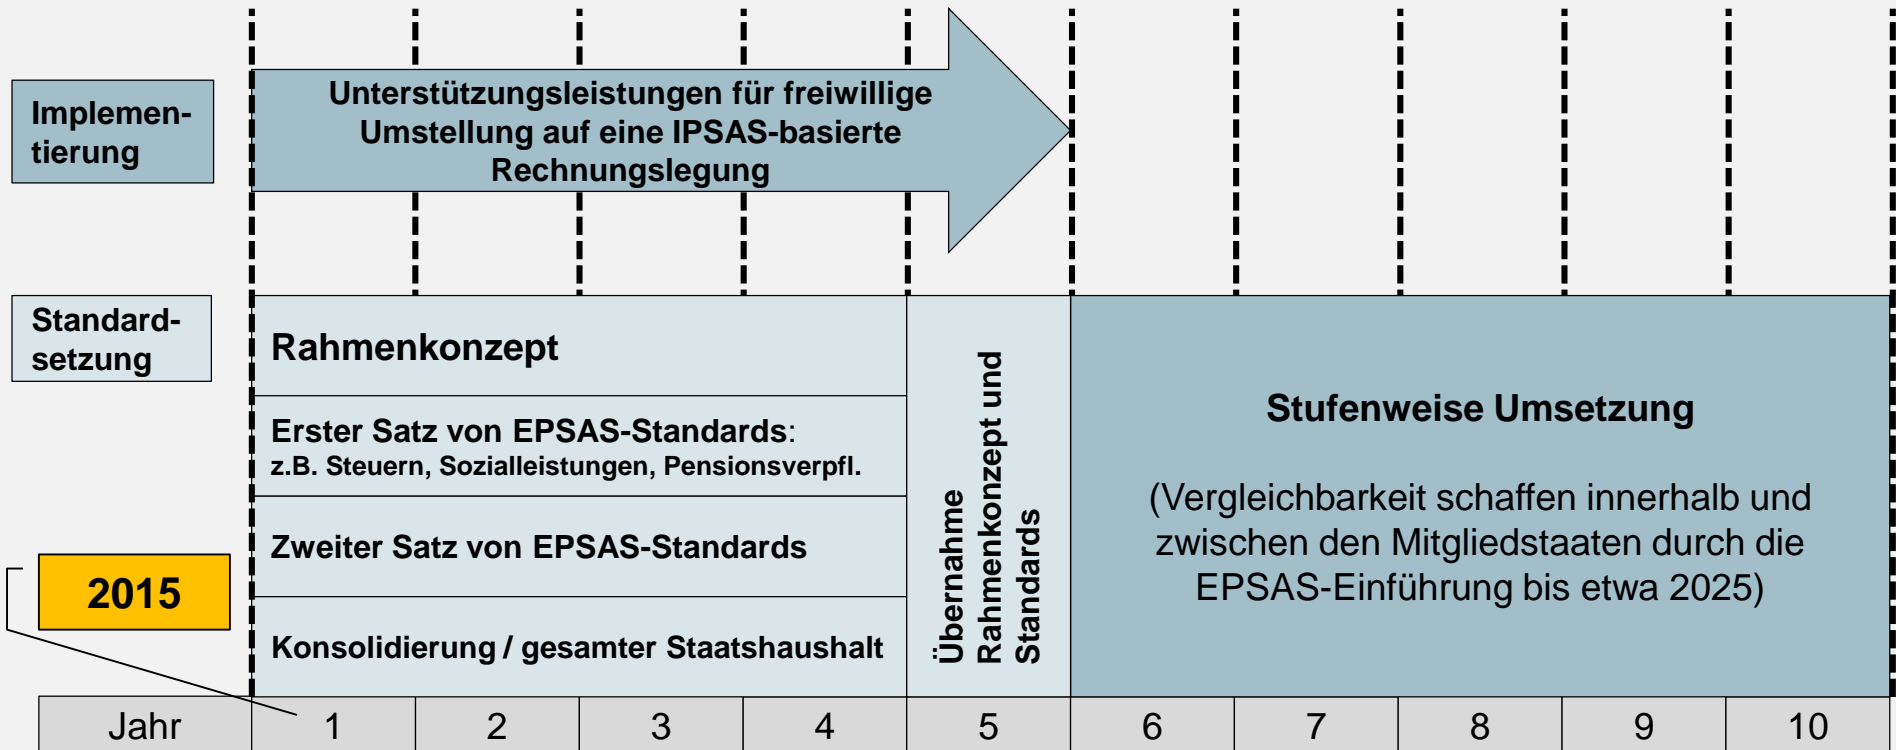 Implemen-
tierung
Unterstützungsleistungen für freiwillige
Umstellung auf eine IPSAS-basierte
Rechnungslegung
Standard-
setzung
Rahmenkonzept
Erster Satz von EPSAS-Standards:
z.B. Steuern, Sozialleistungen, Pensionsverpfl.
Zweiter Satz von EPSAS-Standards
Konsolidierung / gesamter Staatshaushalt
Übernahme
Rahmenkonzept und
Standards
Stufenweise Umsetzung
(Vergleichbarkeit schaffen innerhalb und
zwischen den Mitgliedstaaten durch die
EPSAS-Einführung bis etwa 2025)
2015
Jahr 1 2 3 4 5 6 7 8 9 10